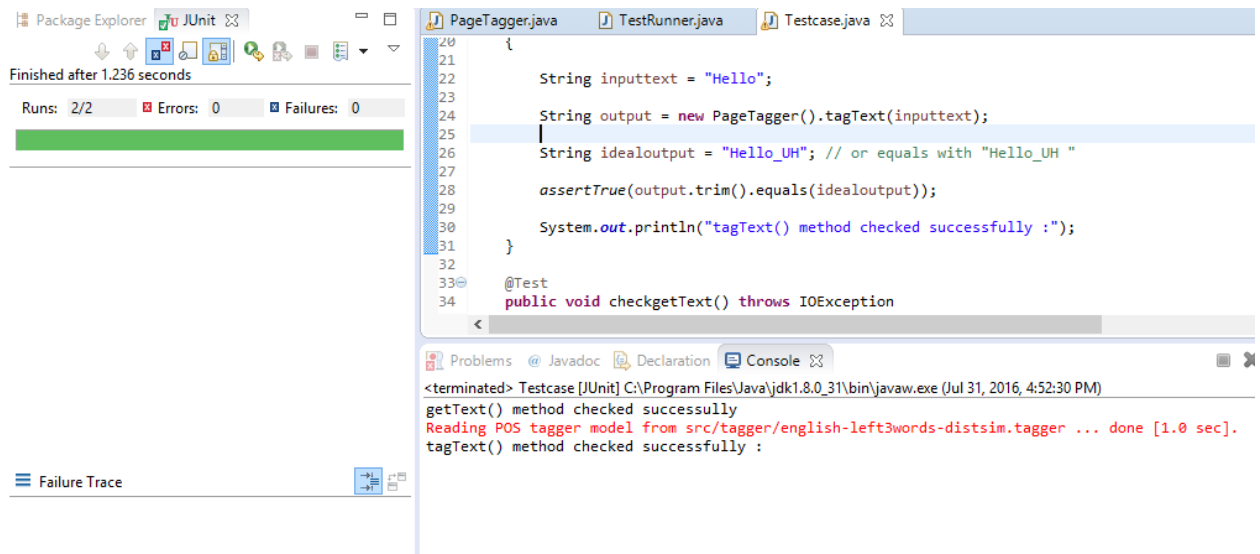 Package Explorer JUnit
Finished after 1.236 seconds
Runs: 2/2 Errors: 0 Failures: 0
Failure Trace
PageTagger.java TestRunner.java Testcase.java
20 {
21
22 String inputtext = "Hello";
23
24 String output = new PageTagger().tagText(inputtext);
25
26 String idealoutput = "Hello_UH"; // or equals with "Hello_UH "
27
28 assertTrue(output.trim().equals(idealoutput));
29
30 System.out.println("tagText() method checked successfully :");
31 }
32
33 @Test
34 public void checkgetText() throws IOException
Problems @ Javadoc Declaration Console
<terminated> Testcase [JUnit] C:\Program Files\Java\jdk1.8.0_31\bin\javaw.exe (Jul 31, 2016, 4:52:30 PM)
getText() method checked successully
Reading POS tagger model from src/tagger/english-left3words-distsim.tagger ... done [1.0 sec].
tagText() method checked successfully :